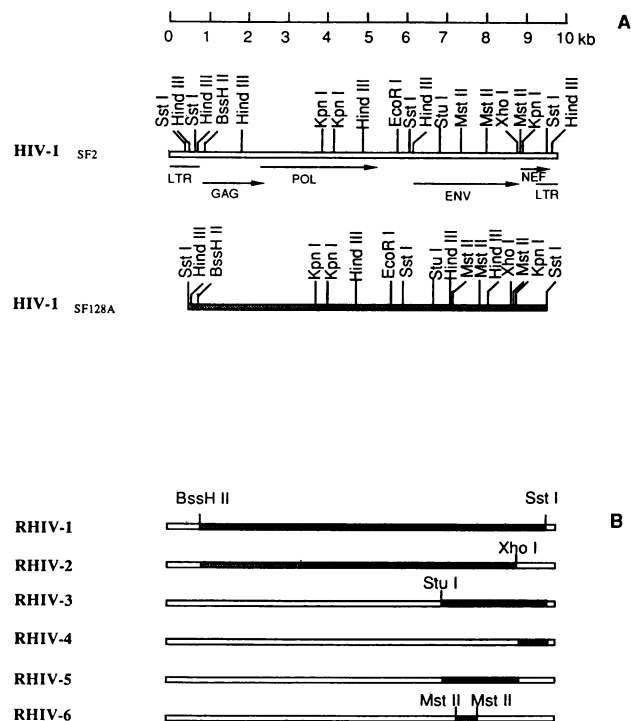 A
0 1 2 3 4 5 6 7 8 9 10 kb
Sst I Hind III Sst I Hind III BssH II Hind III Kpn I Kpn I Hind III EcoR I Sst I Hind III Stu I Mst II Mst II Xho I Mst II Kpn I Sst I Hind III
HIV-1 SF2
LTR GAG POL ENV NEF LTR
Sst I Hind III BssH II Kpn I Kpn I Hind III EcoR I Sst I Stu I Hind III Mst II Mst II Hind III Xho I Mst II Kpn I Sst I
HIV-1 SF128A
B
BssH II Sst I
RHIV-1
Xho I
RHIV-2
Stu I
RHIV-3
RHIV-4
RHIV-5
Mst II Mst II
RHIV-6